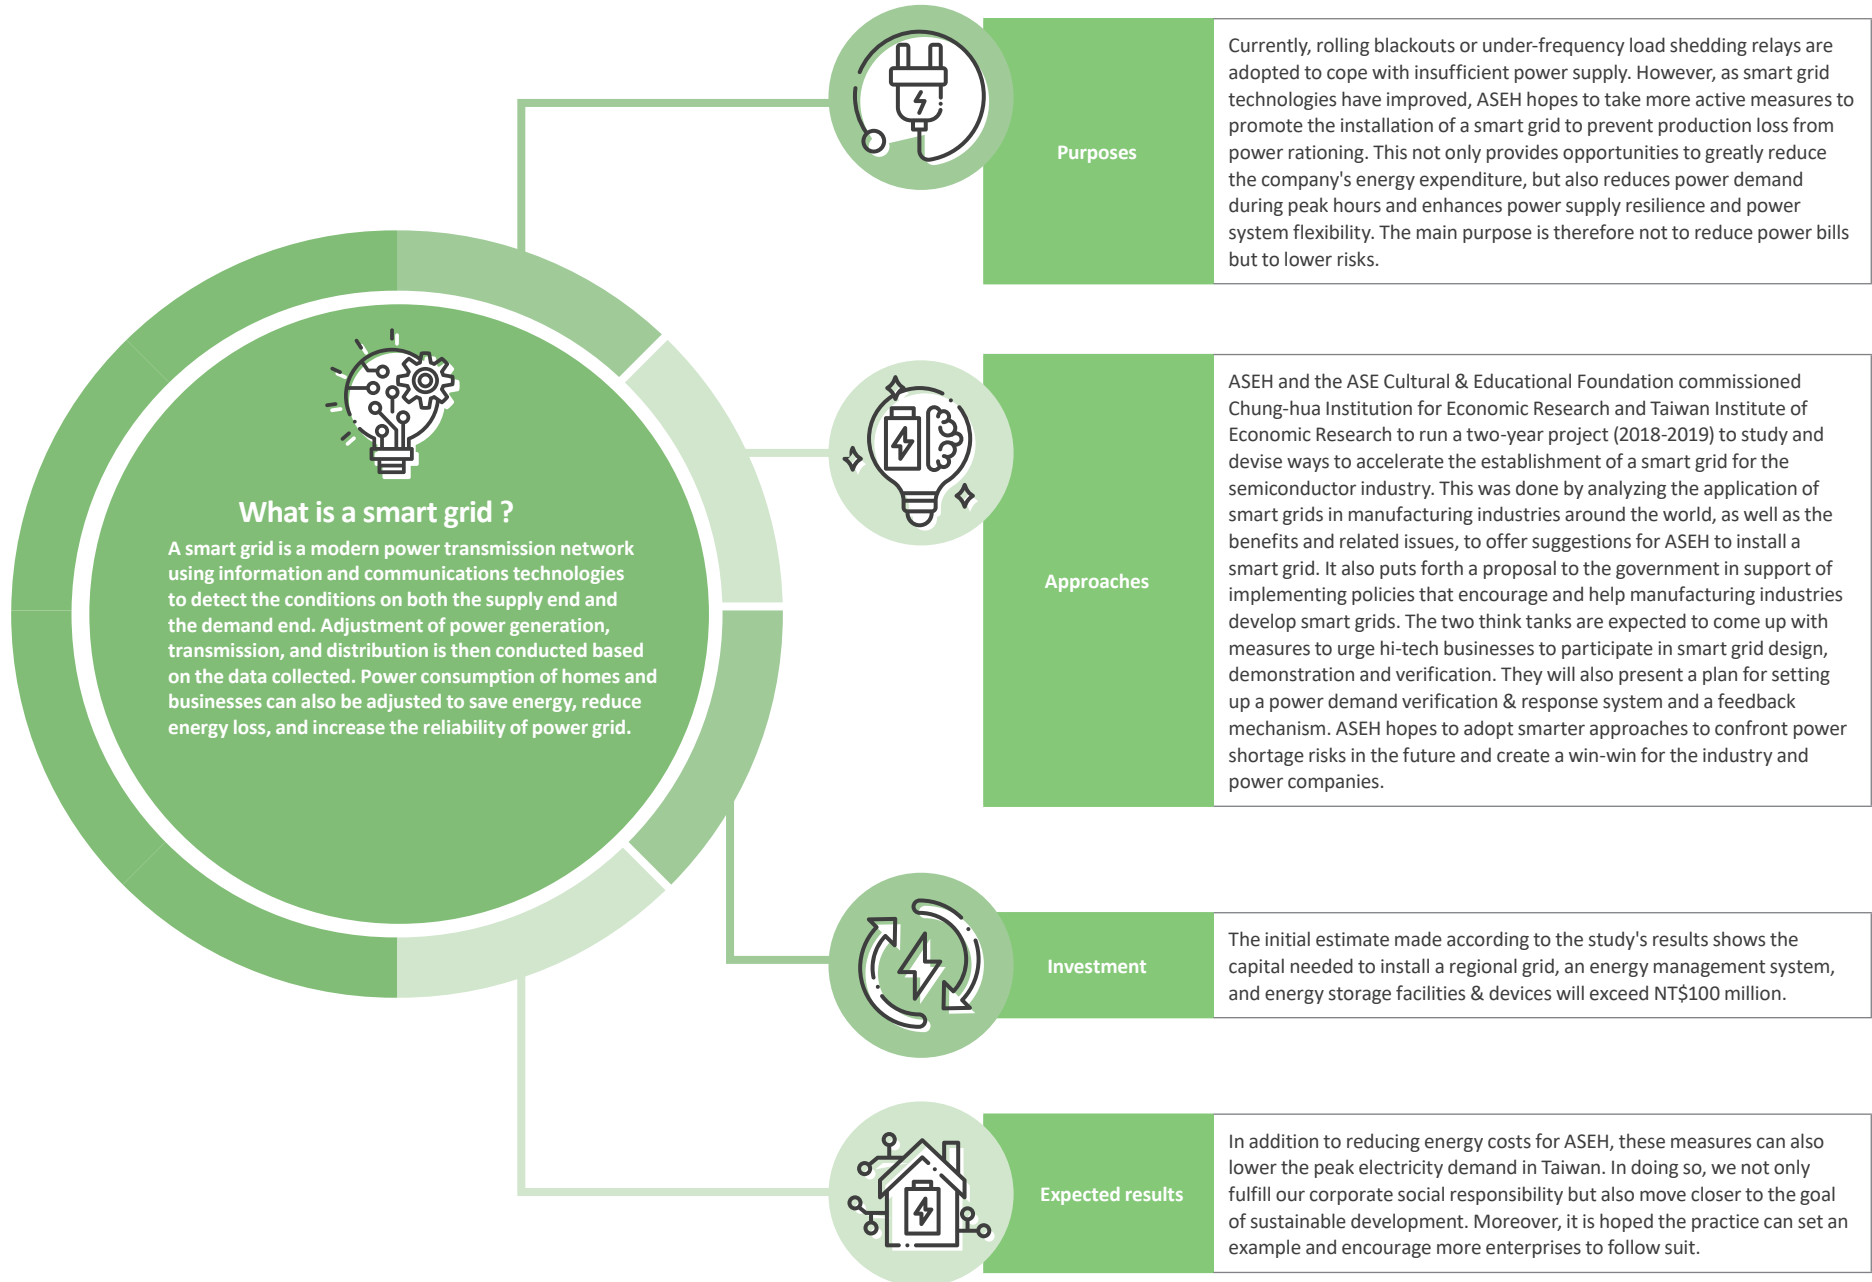 What is a smart grid ?
A smart grid is a modern power transmission network
using information and communications technologies
to detect the conditions on both the supply end and
the demand end. Adjustment of power generation,
transmission, and distribution is then conducted based
on the data collected. Power consumption of homes and
businesses can also be adjusted to save energy, reduce
energy loss, and increase the reliability of power grid.
Purposes
Currently, rolling blackouts or under-frequency load shedding relays are
adopted to cope with insufficient power supply. However, as smart grid
technologies have improved, ASEH hopes to take more active measures to
promote the installation of a smart grid to prevent production loss from
power rationing. This not only provides opportunities to greatly reduce
the company's energy expenditure, but also reduces power demand
during peak hours and enhances power supply resilience and power
system flexibility. The main purpose is therefore not to reduce power bills
but to lower risks.
Approaches
ASEH and the ASE Cultural & Educational Foundation commissioned
Chung-hua Institution for Economic Research and Taiwan Institute of
Economic Research to run a two-year project (2018-2019) to study and
devise ways to accelerate the establishment of a smart grid for the
semiconductor industry. This was done by analyzing the application of
smart grids in manufacturing industries around the world, as well as the
benefits and related issues, to offer suggestions for ASEH to install a
smart grid. It also puts forth a proposal to the government in support of
implementing policies that encourage and help manufacturing industries
develop smart grids. The two think tanks are expected to come up with
measures to urge hi-tech businesses to participate in smart grid design,
demonstration and verification. They will also present a plan for setting
up a power demand verification & response system and a feedback
mechanism. ASEH hopes to adopt smarter approaches to confront power
shortage risks in the future and create a win-win for the industry and
power companies.
Investment
The initial estimate made according to the study's results shows the
capital needed to install a regional grid, an energy management system,
and energy storage facilities & devices will exceed NT$100 million.
Expected results
In addition to reducing energy costs for ASEH, these measures can also
lower the peak electricity demand in Taiwan. In doing so, we not only
fulfill our corporate social responsibility but also move closer to the goal
of sustainable development. Moreover, it is hoped the practice can set an
example and encourage more enterprises to follow suit.